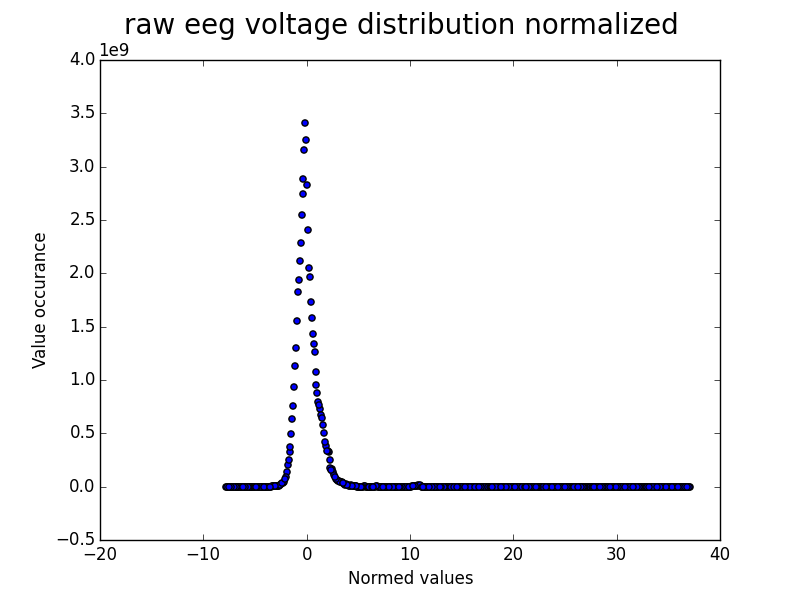 raw eeg voltage distribution normalized
1e9
4.0
3.5
3.0
2.5
2.0
1.5
1.0
0.5
0.0
−0.5
Value occurance
−20 −10 0 10 20 30 40
Normed values